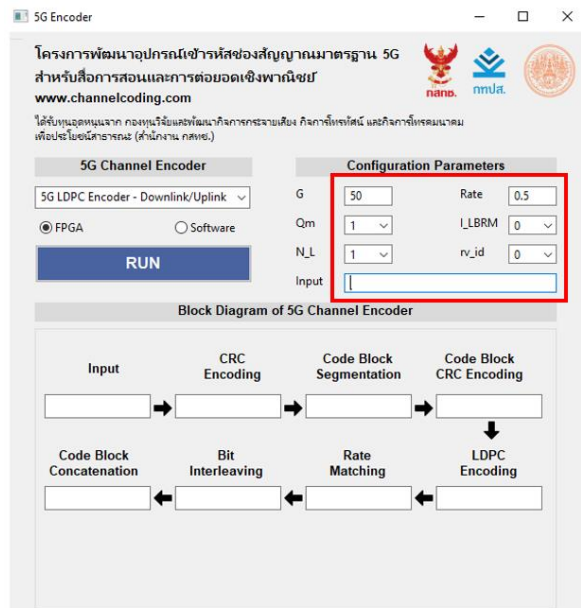 5G Encoder
โครงการพัฒนาอุปกรณ์เข้ารหัสช่องสัญญาณมาตรฐาน 5G
สำหรับสื่อการสอนและการต่อยอดเชิงพาณิชย์
www.channelcoding.com
กสทช.
กทปส.
ได้รับทุนอุดหนุนจาก กองทุนวิจัยและพัฒนากิจการกระจายเสียง กิจการโทรทัศน์ และกิจการโทรคมนาคม
เพื่อประโยชน์สาธารณะ (สำนักงาน กสทช.)
5G Channel Encoder
Configuration Parameters
5G LDPC Encoder - Downlink/Uplink
G 50 Rate 0.5
FPGA Software
Qm 1 I_LBRM 0
RUN
N_L 1 rv_id 0
Input
Block Diagram of 5G Channel Encoder
Input
CRC
Encoding
Code Block
Segmentation
Code Block
CRC Encoding
Code Block
Concatenation
Bit
Interleaving
Rate
Matching
LDPC
Encoding